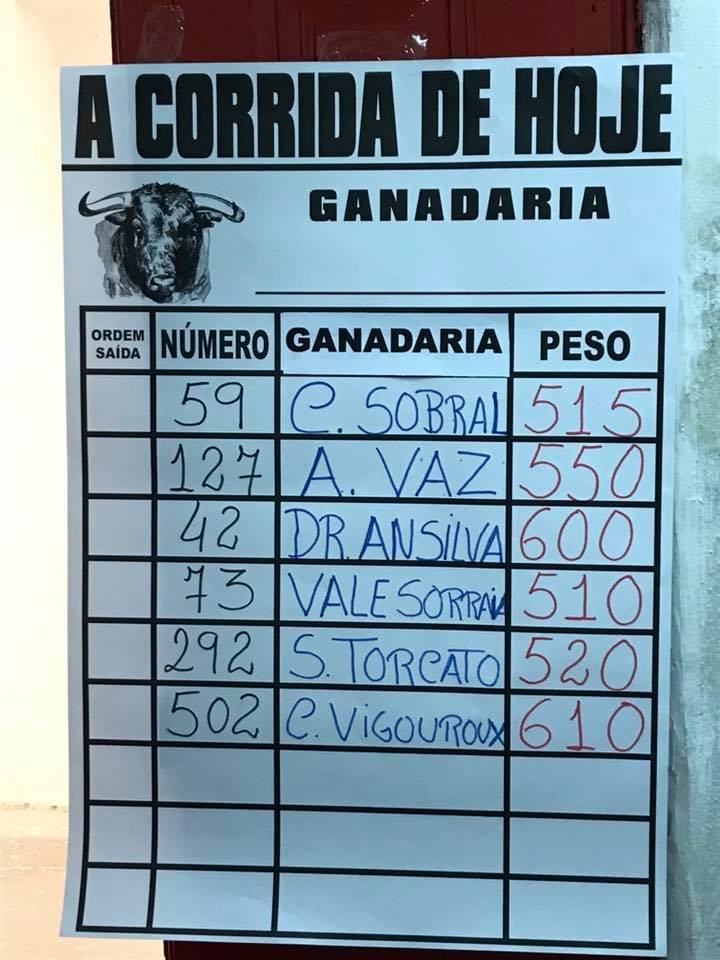 A CORRIDA DE HOJE
GANADARIA
ORDEM SAÍDA NÚMERO GANADARIA PESO
59 C. SOBRAL 515
127 A. VAZ 550
42 DR. ANSILVA 600
73 VALE SORRAIA 510
292 S. TORCATO 520
502 C. VIGOUROUX 610